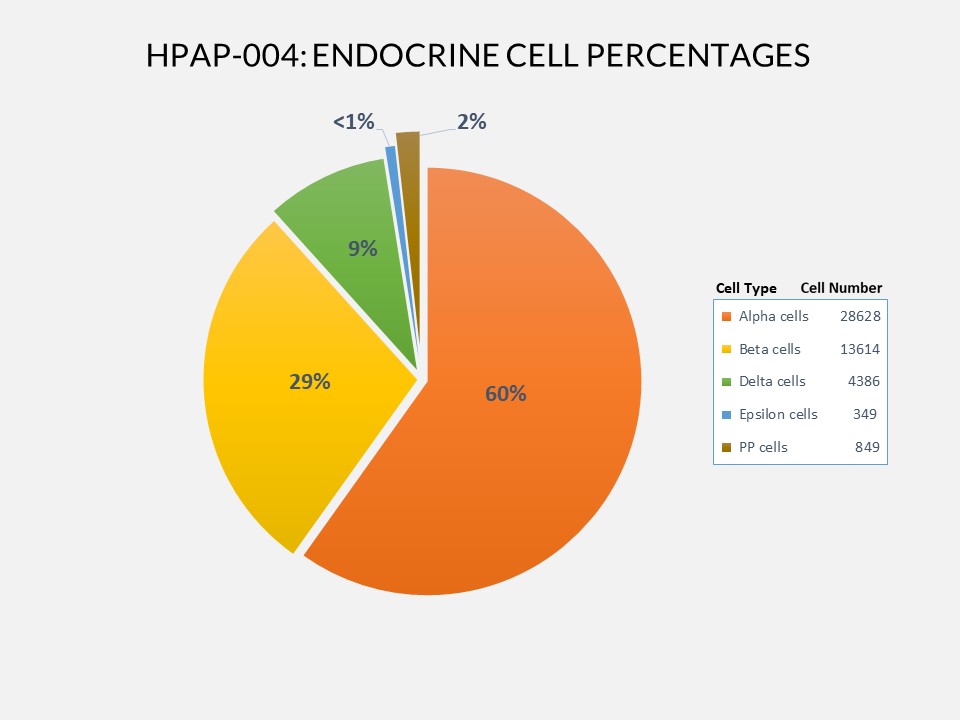 HPAP-004: ENDOCRINE CELL PERCENTAGES
<1% 2%
9%
29%
60%
Cell Type Cell Number
Alpha cells 28628
Beta cells 13614
Delta cells 4386
Epsilon cells 349
PP cells 849